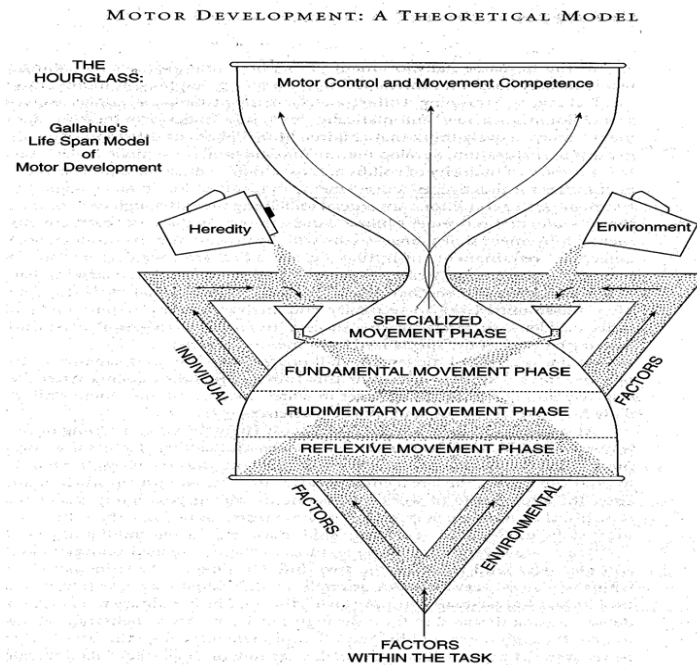 MOTOR DEVELOPMENT: A THEORETICAL MODEL
THE
HOURGLASS:
Gallahue's
Life Span Model
of
Motor Development
Motor Control and Movement Competence
Heredity
Environment
SPECIALIZED
MOVEMENT PHASE
INDIVIDUAL
FACTORS
FUNDAMENTAL MOVEMENT PHASE
RUDIMENTARY MOVEMENT PHASE
REFLEXIVE MOVEMENT PHASE
FACTORS
ENVIRONMENTAL
FACTORS
WITHIN THE TASK